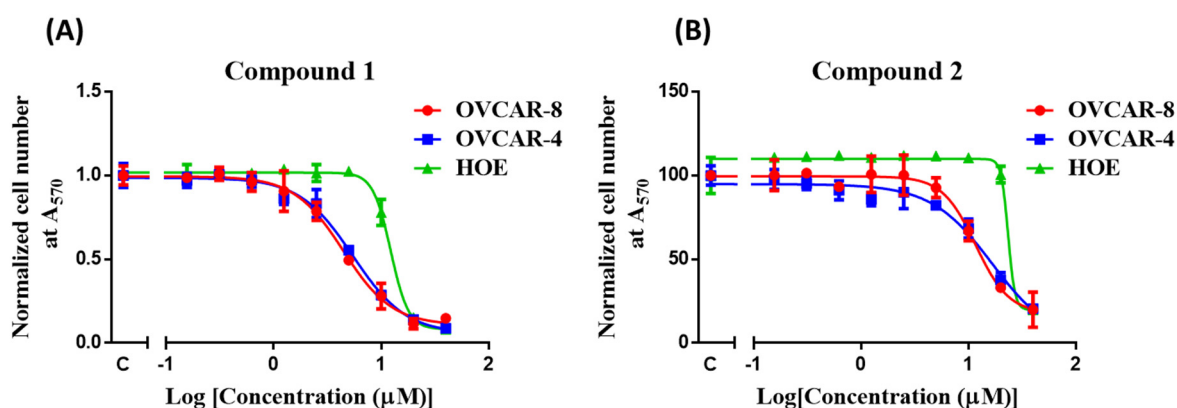 (A)
Compound 1
Normalized cell number
at A570
1.5
1.0
0.5
0.0
C
-1
0
1
2
Log [Concentration (μM)]
OVCAR-8
OVCAR-4
HOE
(B)
Compound 2
Normalized cell number
at A570
150
100
50
0
C
-1
0
1
2
Log[Concentration (μM)]
OVCAR-8
OVCAR-4
HOE